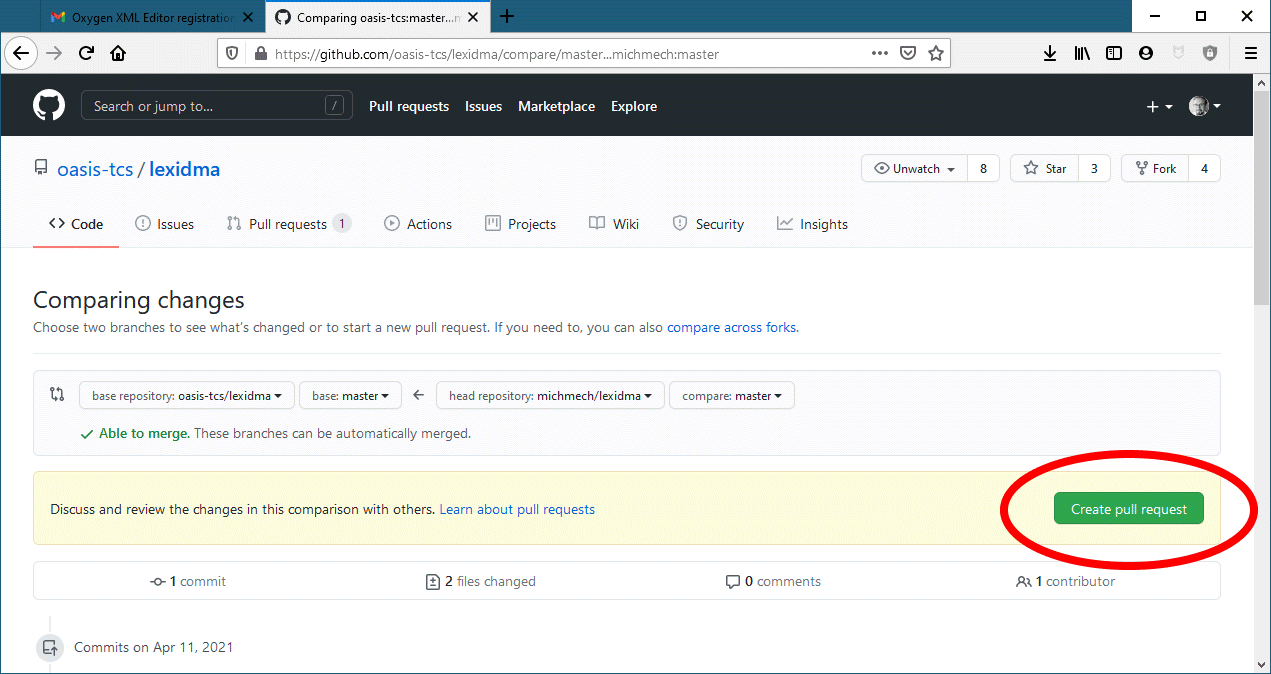 Oxygen XML Editor registration
Comparing oasis-tcs:master...m
https://github.com/oasis-tcs/lexidma/compare/master...michmech:master
Search or jump to... / Pull requests Issues Marketplace Explore
oasis-tcs / lexidma Unwatch 8 Star 3 Fork 4
Code Issues Pull requests 1 Actions Projects Wiki Security Insights
Comparing changes
Choose two branches to see what's changed or to start a new pull request. If you need to, you can also compare across forks.
base repository: oasis-tcs/lexidma base: master ← head repository: michmech/lexidma compare: master
Able to merge. These branches can be automatically merged.
Discuss and review the changes in this comparison with others. Learn about pull requests Create pull request
1 commit 2 files changed 0 comments 1 contributor
Commits on Apr 11, 2021